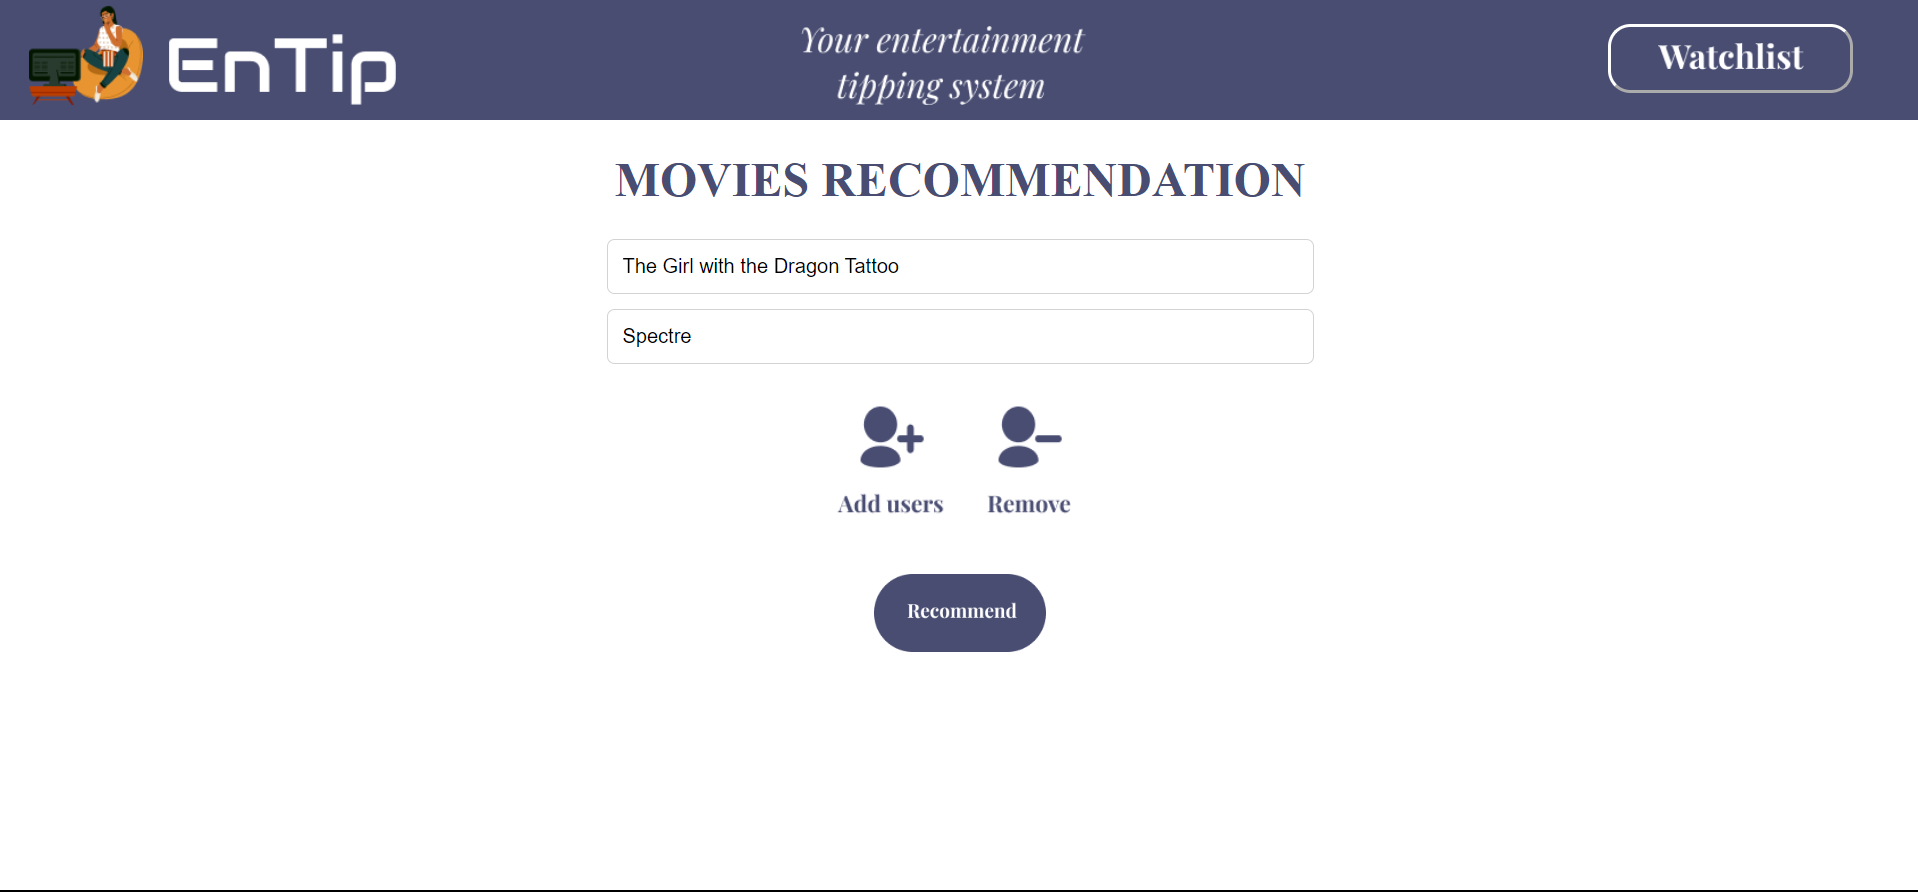 EnTip
Your entertainment
tipping system
Watchlist
MOVIES RECOMMENDATION
The Girl with the Dragon Tattoo
Spectre
Add users
Remove
Recommend